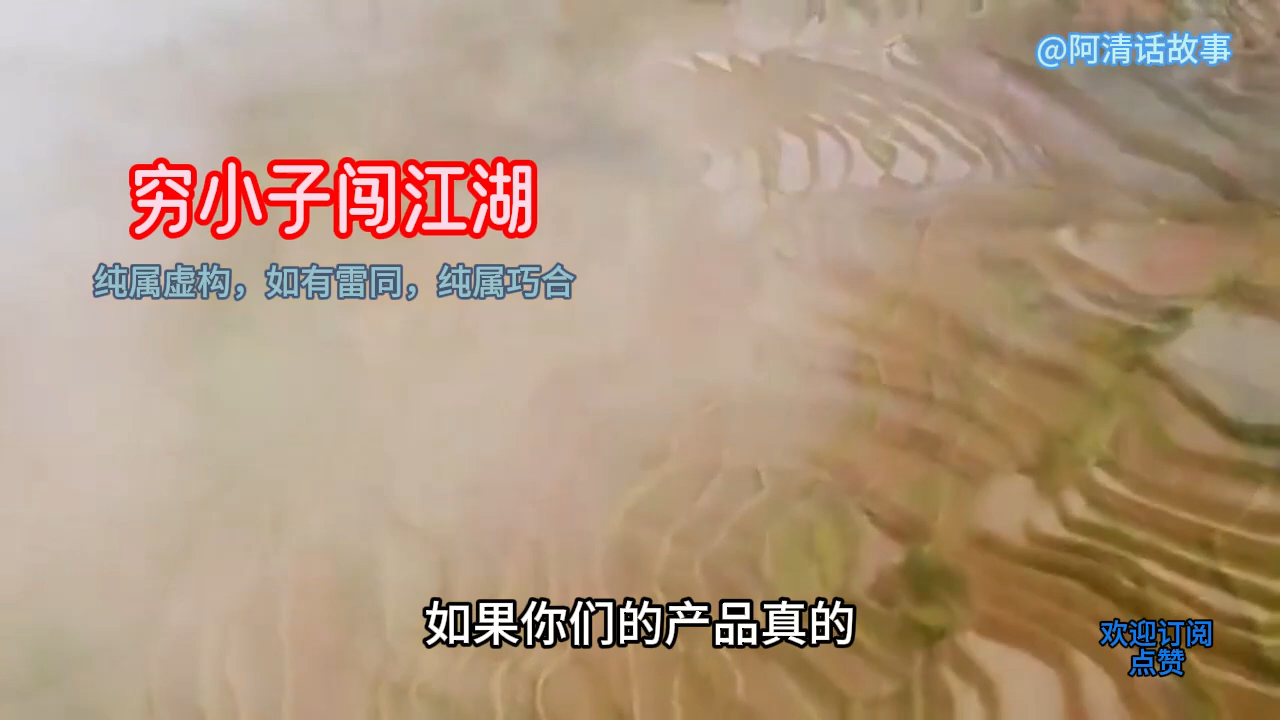 @阿清话故事
穷小子闯江湖
纯属虚构，如有雷同，纯属巧合
如果你们的产品真的
欢迎订阅
点赞